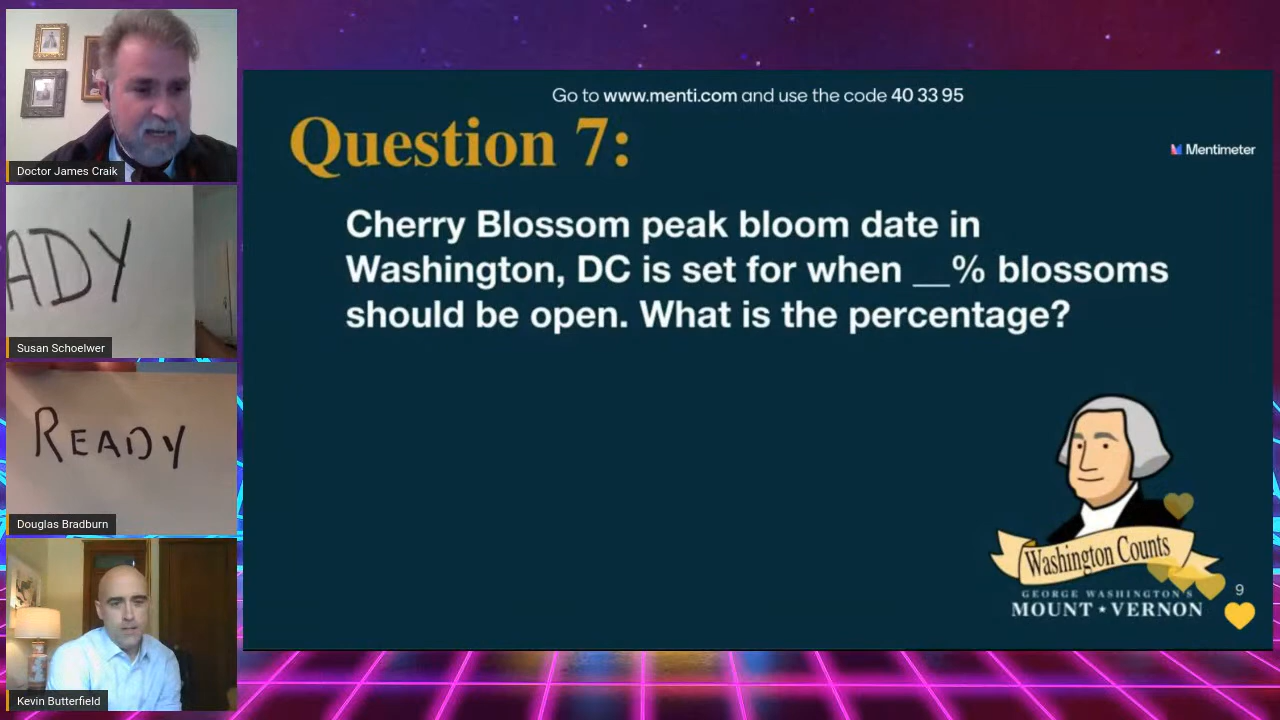 Doctor James Craik
ADY
Susan Schoelwer
READY
Douglas Bradburn
Kevin Butterfield
Go to www.menti.com and use the code 40 33 95
Question 7:
Mentimeter
Cherry Blossom peak bloom date in
Washington, DC is set for when __% blossoms
should be open. What is the percentage?
Washington Counts
GEORGE WASHINGTON'S
MOUNT ★ VERNON
9